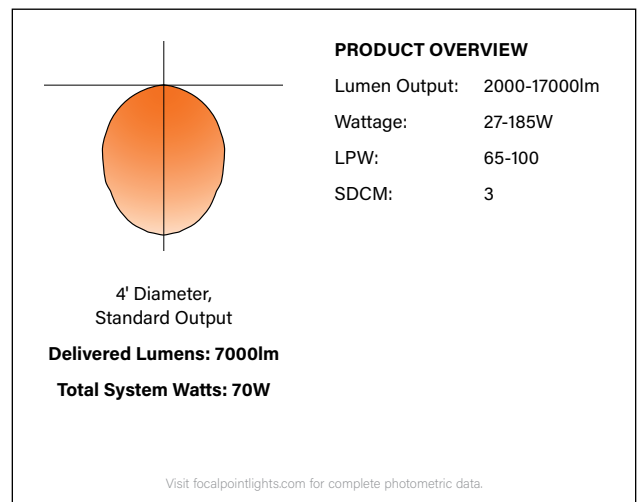 PRODUCT OVERVIEW
Lumen Output: 2000-17000lm
Wattage: 27-185W
LPW: 65-100
SDCM: 3
4' Diameter,
Standard Output
Delivered Lumens: 7000lm
Total System Watts: 70W
Visit focalpointlights.com for complete photometric data.